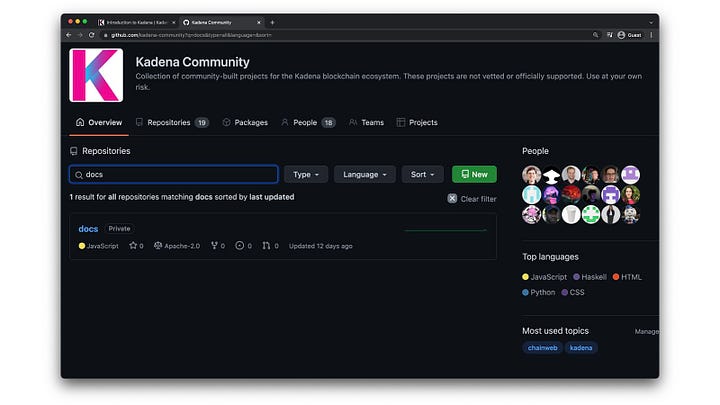 Introduction to Kadena | Kaden
Kadena Community
github.com/kadena-community?q=docs&type=all&language=&sort=
Guest
Kadena Community
Collection of community-built projects for the Kadena blockchain ecosystem. These projects are not vetted or officially supported. Use at your own
risk.
Overview
Repositories 19
Packages
People 18
Teams
Projects
Repositories
docs
Type
Language
Sort
New
1 result for all repositories matching docs sorted by last updated
Clear filter
docs Private
JavaScript 0 Apache-2.0 0 0 0 Updated 12 days ago
People
Top languages
JavaScript Haskell HTML
Python CSS
Most used topics
Manage
chainweb kadena